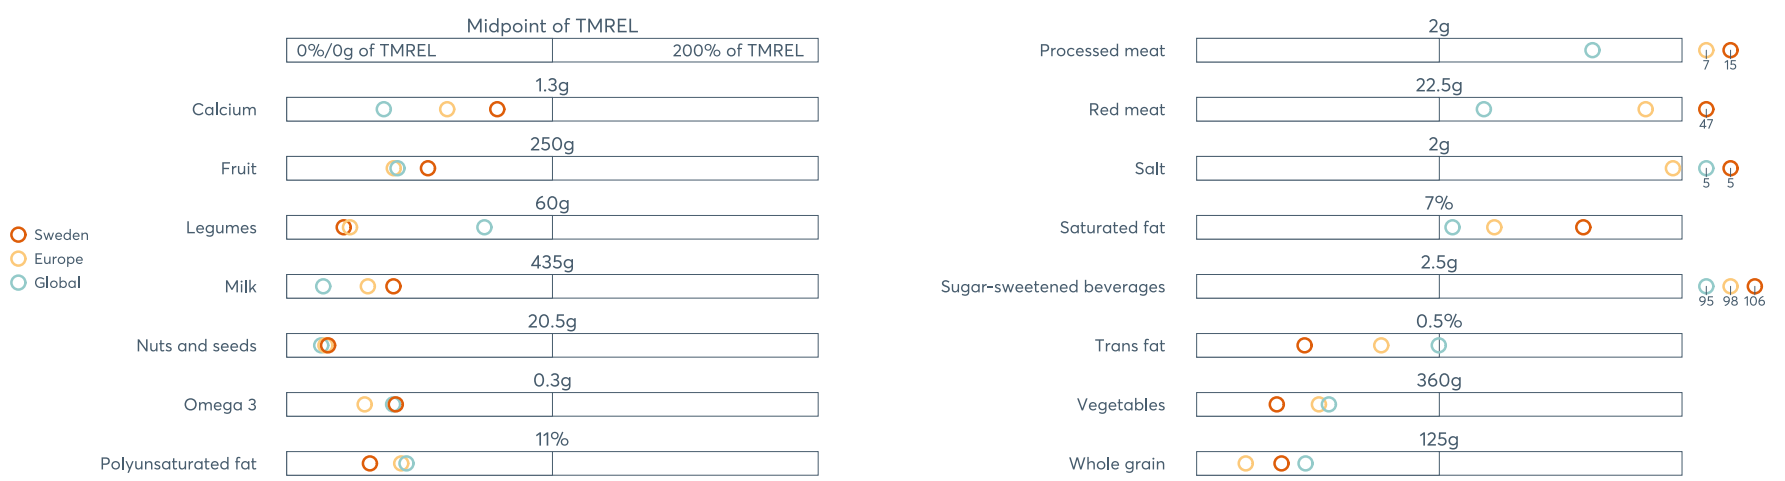 Midpoint of TMREL
0%/0g of TMREL 200% of TMREL
1.3g
Calcium
250g
Fruit
60g
Legumes
435g
Milk
20.5g
Nuts and seeds
0.3g
Omega 3
11%
Polyunsaturated fat
Sweden
Europe
Global
2g
Processed meat
7 15
22.5g
Red meat
47
2g
Salt
5 5
7%
Saturated fat
2.5g
Sugar-sweetened beverages
95 98 106
0.5%
Trans fat
360g
Vegetables
125g
Whole grain